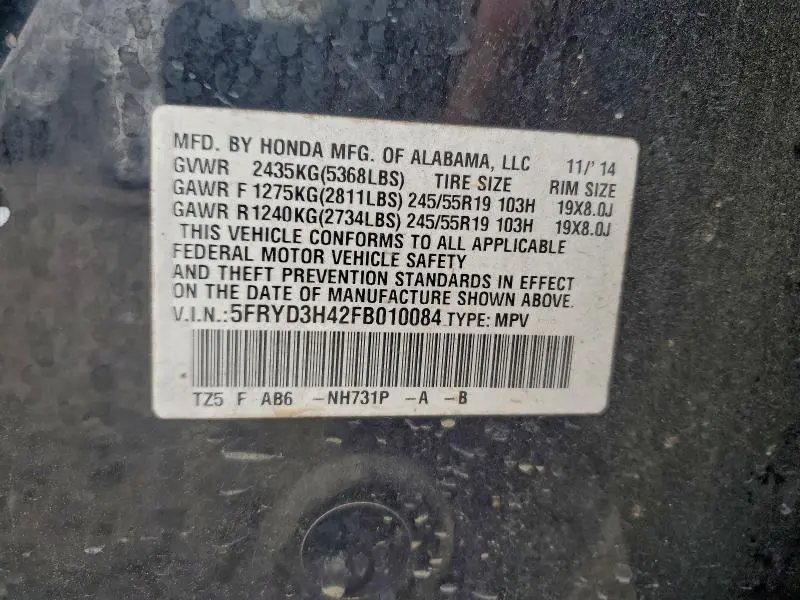 MFD. BY HONDA MFG. OF ALABAMA, LLC 11/' 14
GVWR 2435KG(5368LBS) TIRE SIZE RIM SIZE
GAWR F 1275KG(2811LBS) 245/55R19 103H 19X8.0J
GAWR R1240KG(2734LBS) 245/55R19 103H 19X8.0J
THIS VEHICLE CONFORMS TO ALL APPLICABLE
FEDERAL MOTOR VEHICLE SAFETY
AND THEFT PREVENTION STANDARDS IN EFFECT
ON THE DATE OF MANUFACTURE SHOWN ABOVE.
V.I.N.:5FRYD3H42FB010084 TYPE: MPV
TZ5 F AB6 -NH731P -A -B